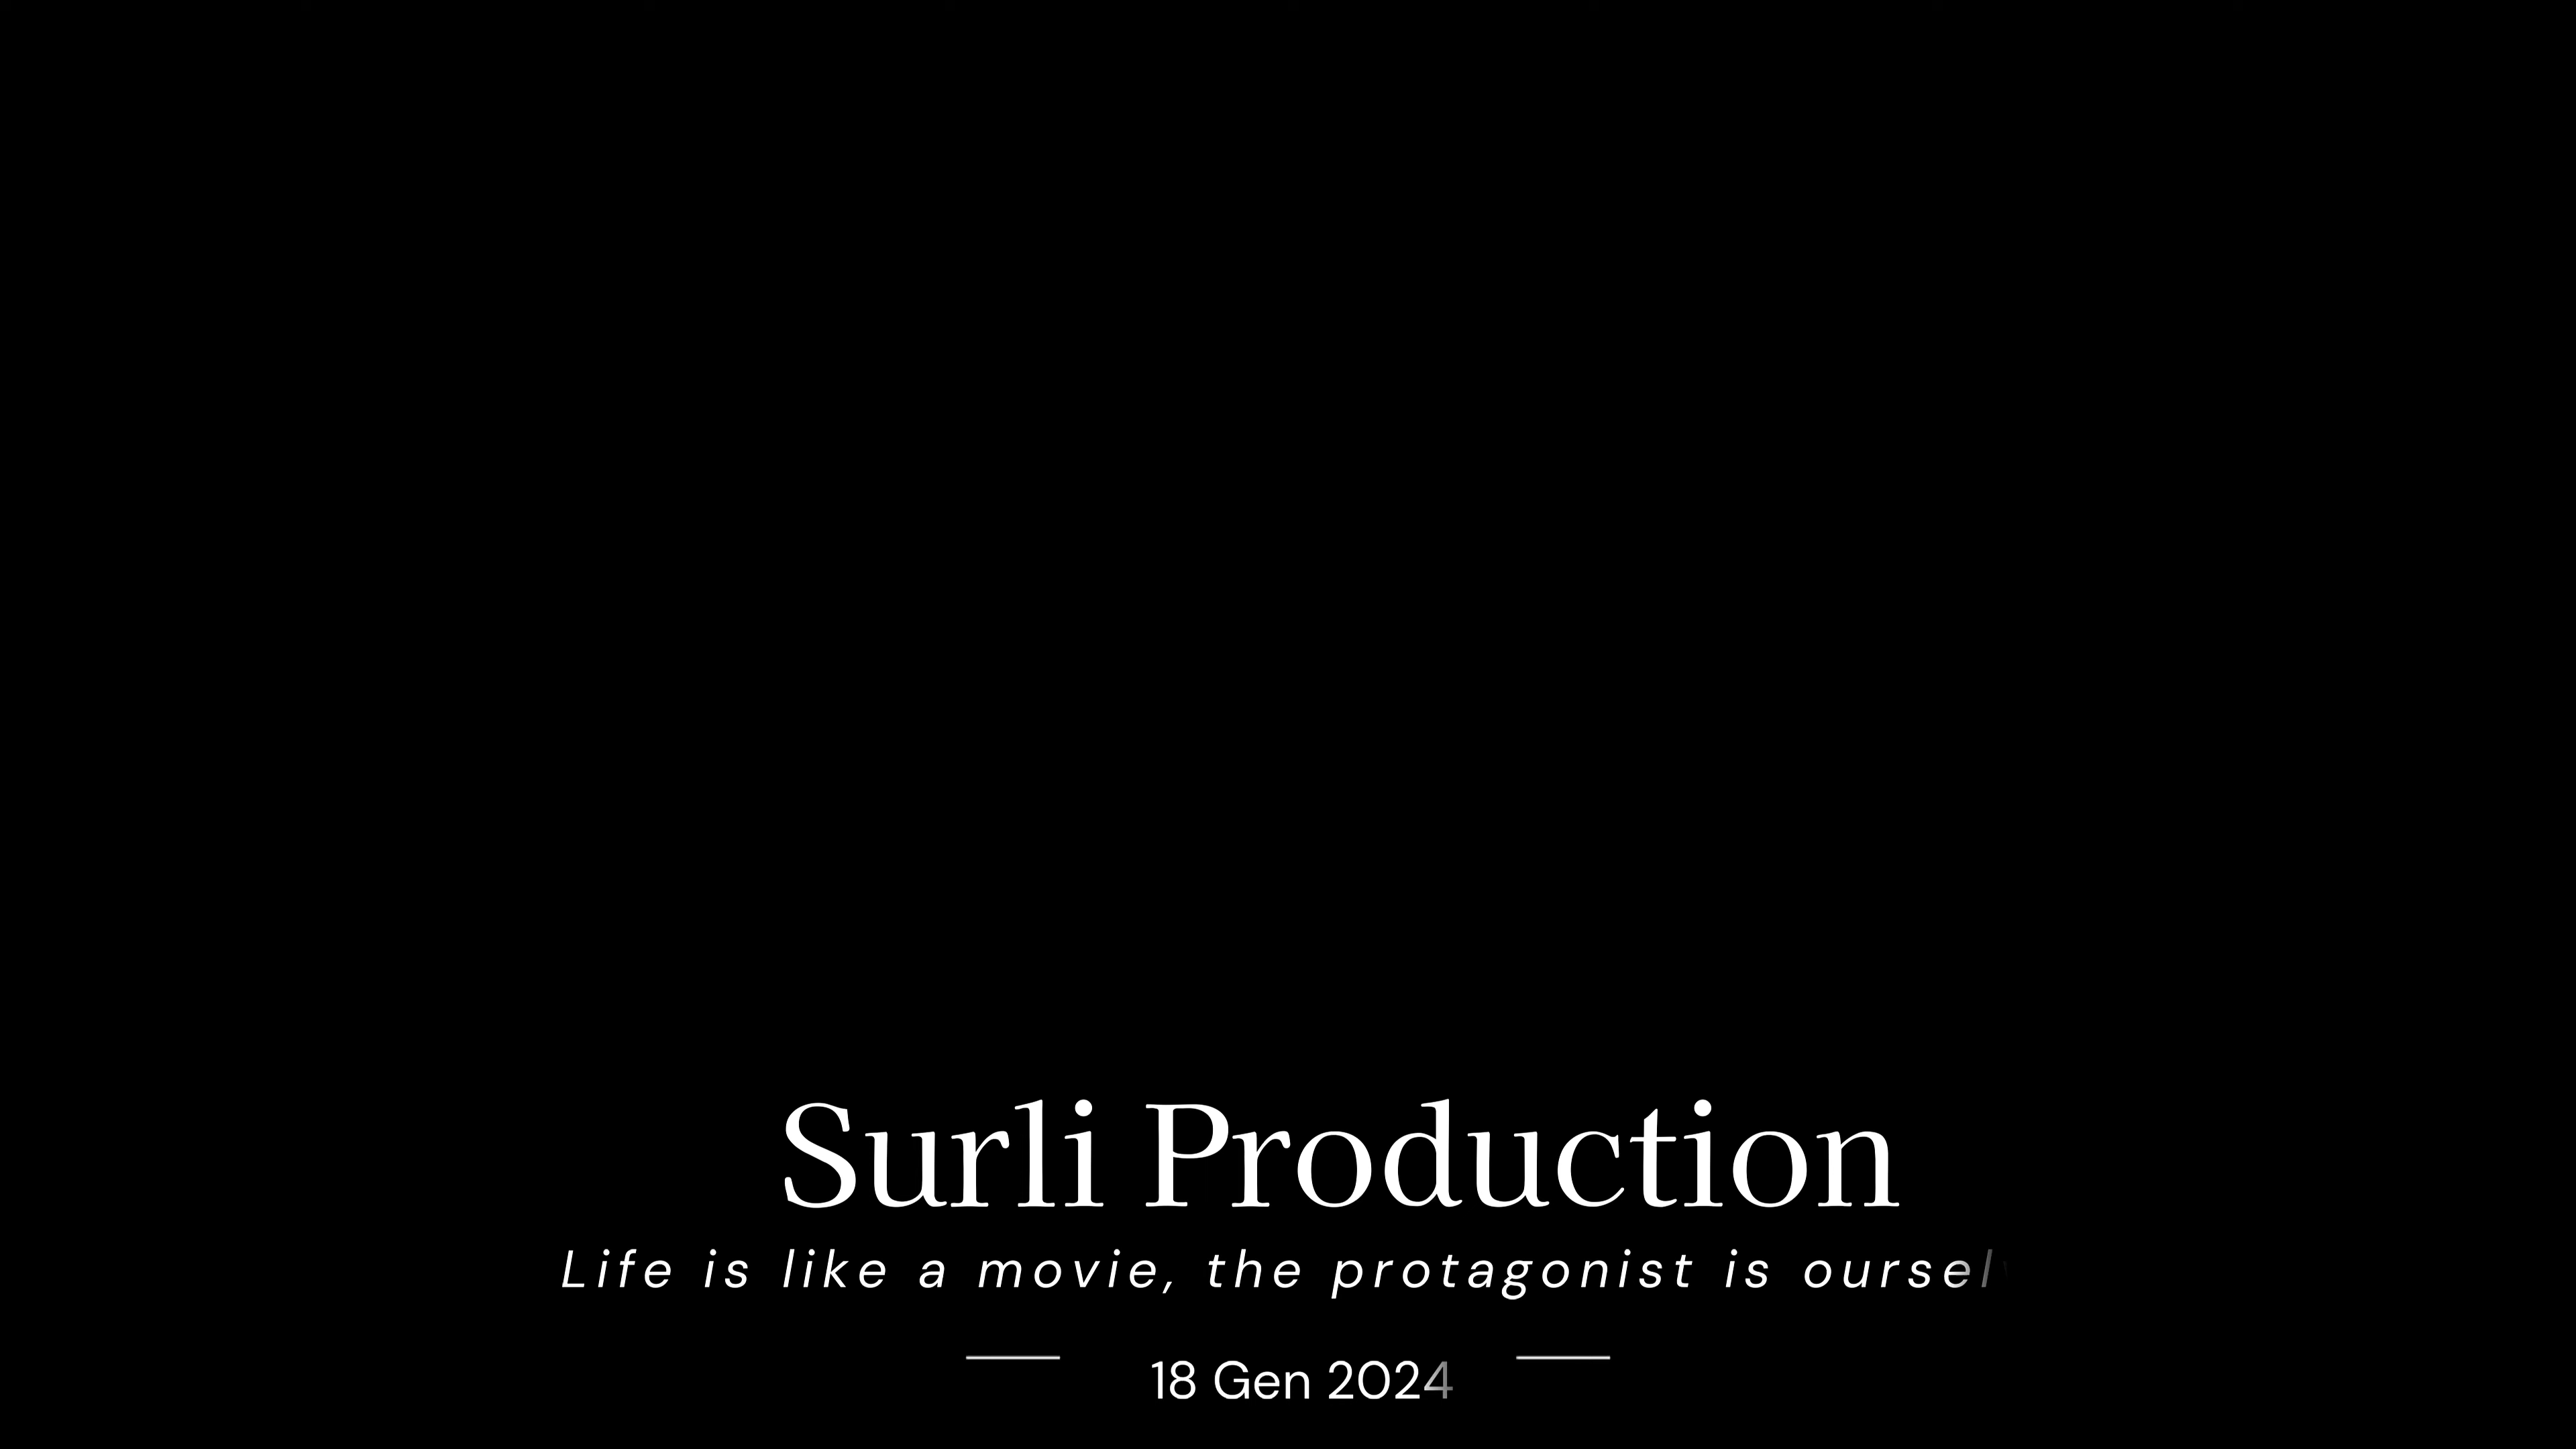 Surli Production
Life is like a movie, the protagonist is oursel
18 Gen 2024